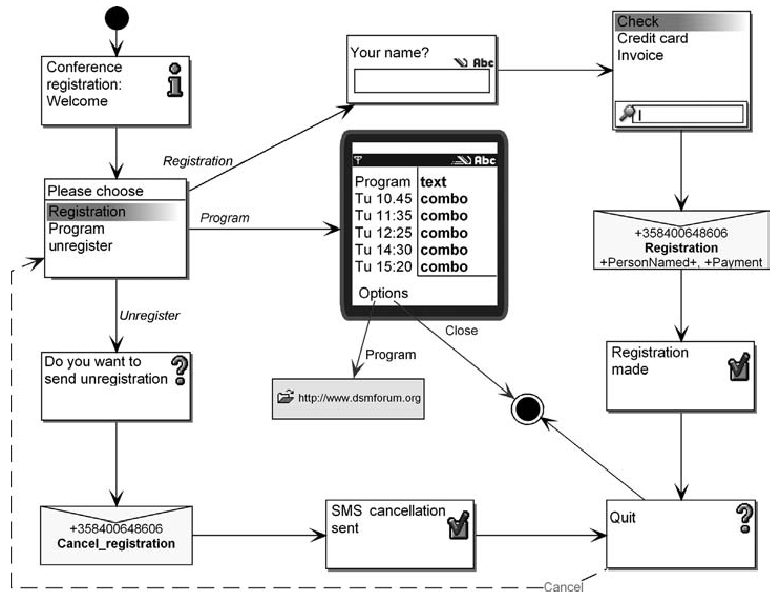 Conference
registration:
Welcome
Your name?
Abc
Check
Credit card
Invoice
Registration
Please choose
Registration
Program
unregister
Program
Abc
Program text
Tu 10.45 combo
Tu 11:35 combo
Tu 12:25 combo
Tu 14:30 combo
Tu 15:20 combo
Options
+358400648606
Registration
+PersonNamed+, +Payment
Unregister
Close
Program
Do you want to
send unregistration
http://www.dsmforum.org
Registration
made
+358400648606
Cancel_registration
SMS cancellation
sent
Quit
Cancel